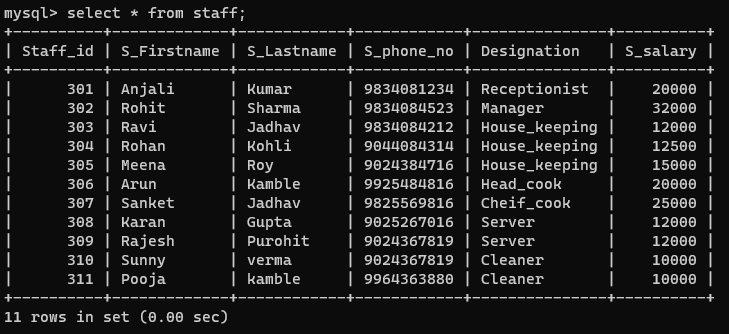 mysql> select * from staff;
+----------+-------------+------------+------------+---------------+----------+
| Staff_id | S_Firstname | S_Lastname | S_phone_no | Designation   | S_salary |
+----------+-------------+------------+------------+---------------+----------+
|      301 | Anjali      | Kumar      | 9834081234 | Receptionist  |    20000 |
|      302 | Rohit       | Sharma     | 9834084523 | Manager       |    32000 |
|      303 | Ravi        | Jadhav     | 9834084212 | House_keeping |    12000 |
|      304 | Rohan       | Kohli      | 9044084314 | House_keeping |    12500 |
|      305 | Meena       | Roy        | 9024384716 | House_keeping |    15000 |
|      306 | Arun        | Kamble     | 9925484816 | Head_cook     |    20000 |
|      307 | Sanket      | Jadhav     | 9825569816 | Cheif_cook    |    25000 |
|      308 | Karan       | Gupta      | 9025267016 | Server        |    12000 |
|      309 | Rajesh      | Purohit    | 9024367819 | Server        |    12000 |
|      310 | Sunny       | verma      | 9024367819 | Cleaner       |    10000 |
|      311 | Pooja       | kamble     | 9964363880 | Cleaner       |    10000 |
+----------+-------------+------------+------------+---------------+----------+
11 rows in set (0.00 sec)